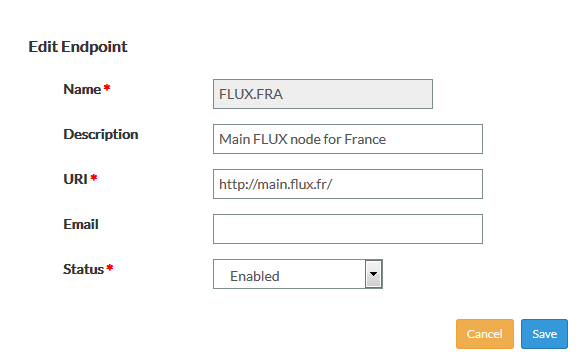 Edit Endpoint
Name * FLUX.FRA
Description Main FLUX node for France
URI * http://main.flux.fr/
Email
Status * Enabled
Cancel Save